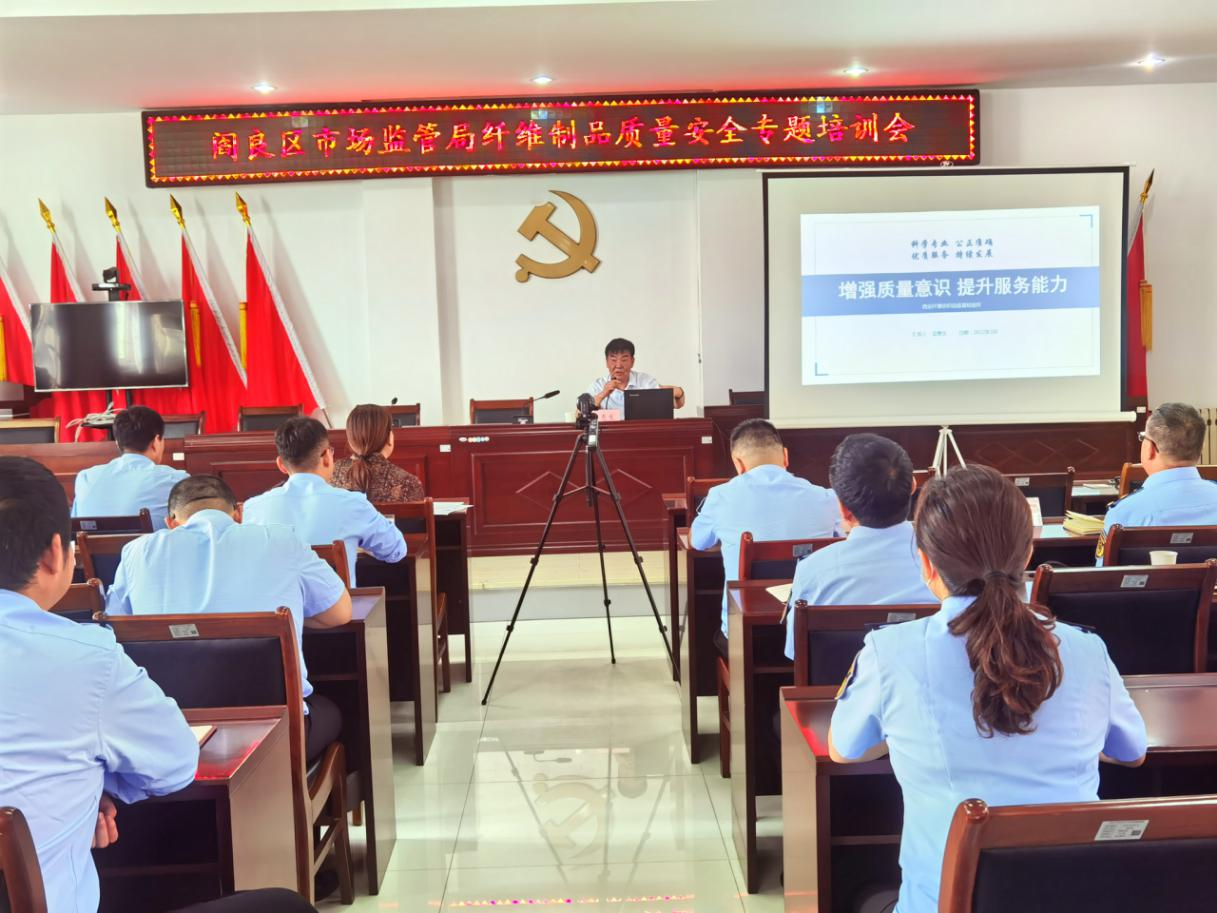 阎良区市场监管局纤维制品质量安全专题培训会
科学专业 公正准确
优质服务 持续发展
增强质量意识 提升服务能力